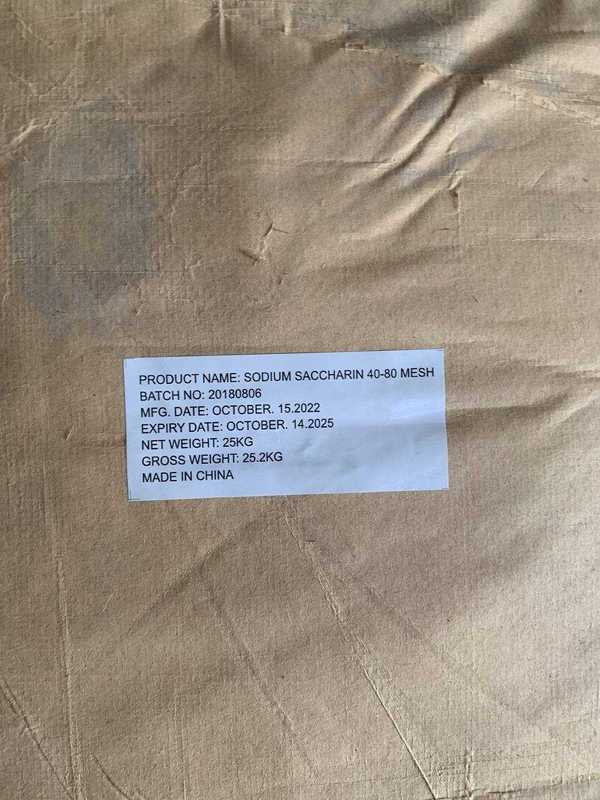 PRODUCT NAME: SODIUM SACCHARIN 40-80 MESH
BATCH NO: 20180806
MFG. DATE: OCTOBER. 15.2022
EXPIRY DATE: OCTOBER. 14.2025
NET WEIGHT: 25KG
GROSS WEIGHT: 25.2KG
MADE IN CHINA